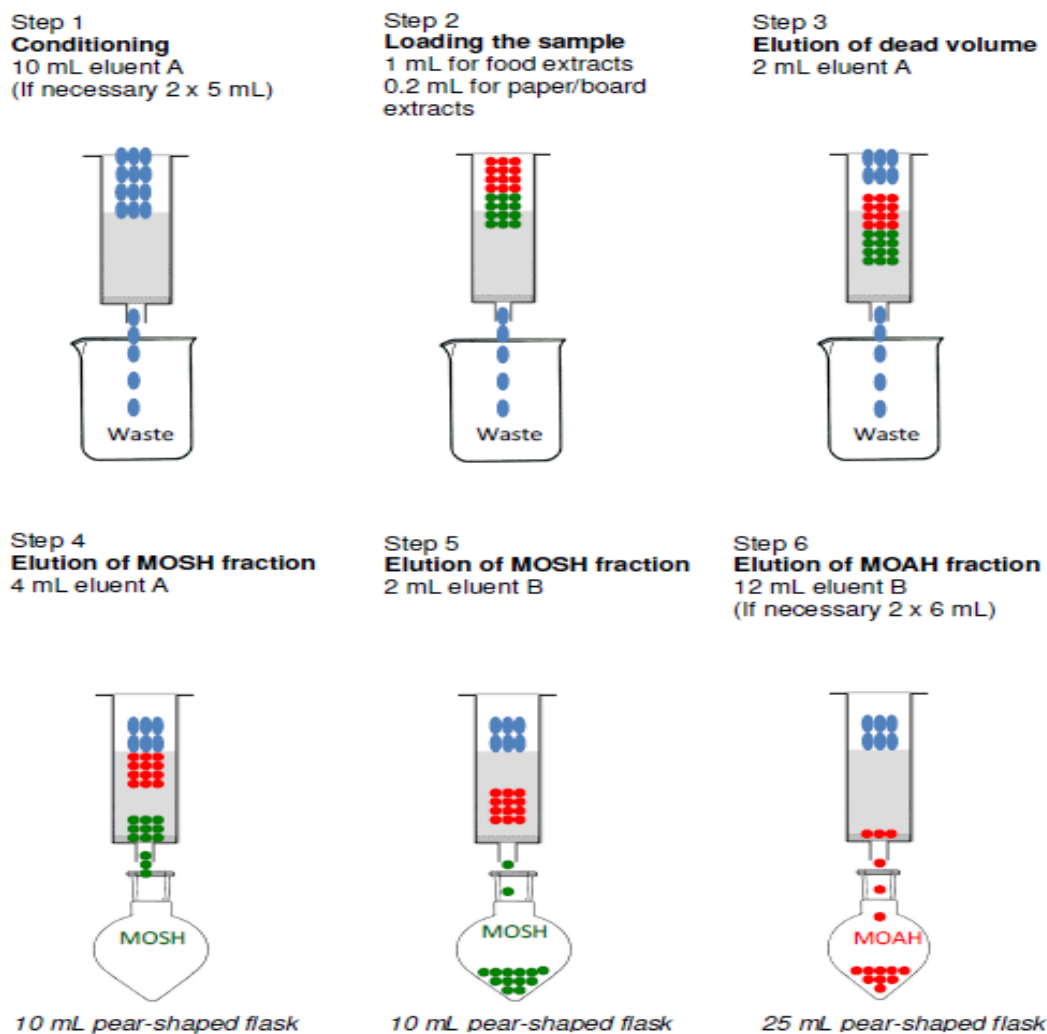 Step 1
Conditioning
10 mL eluent A
(If necessary 2 x 5 mL)
Step 2
Loading the sample
1 mL for food extracts
0.2 mL for paper/board
extracts
Step 3
Elution of dead volume
2 mL eluent A
Waste
Waste
Waste
Step 4
Elution of MOSH fraction
4 mL eluent A
Step 5
Elution of MOSH fraction
2 mL eluent B
Step 6
Elution of MOAH fraction
12 mL eluent B
(If necessary 2 x 6 mL)
MOSH
MOSH
MOAH
10 mL pear-shaped flask
10 mL pear-shaped flask
25 mL pear-shaped flask